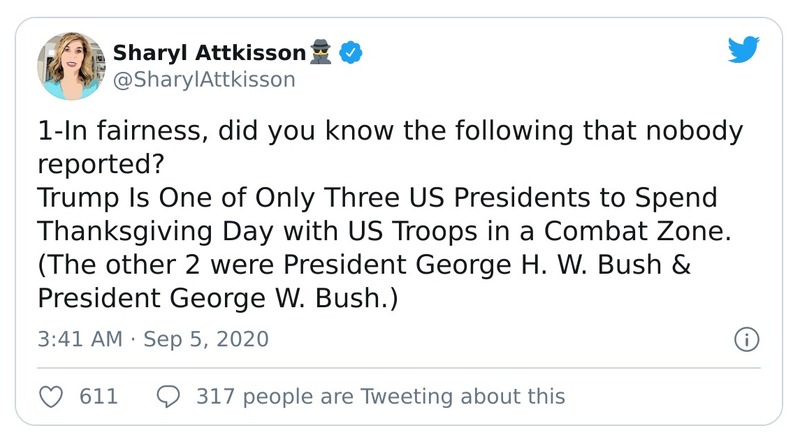 Sharyl Attkisson🕵️
@SharylAttkisson
1-In fairness, did you know the following that nobody
reported?
Trump Is One of Only Three US Presidents to Spend
Thanksgiving Day with US Troops in a Combat Zone.
(The other 2 were President George H. W. Bush &
President George W. Bush.)
3:41 AM · Sep 5, 2020
611 317 people are Tweeting about this